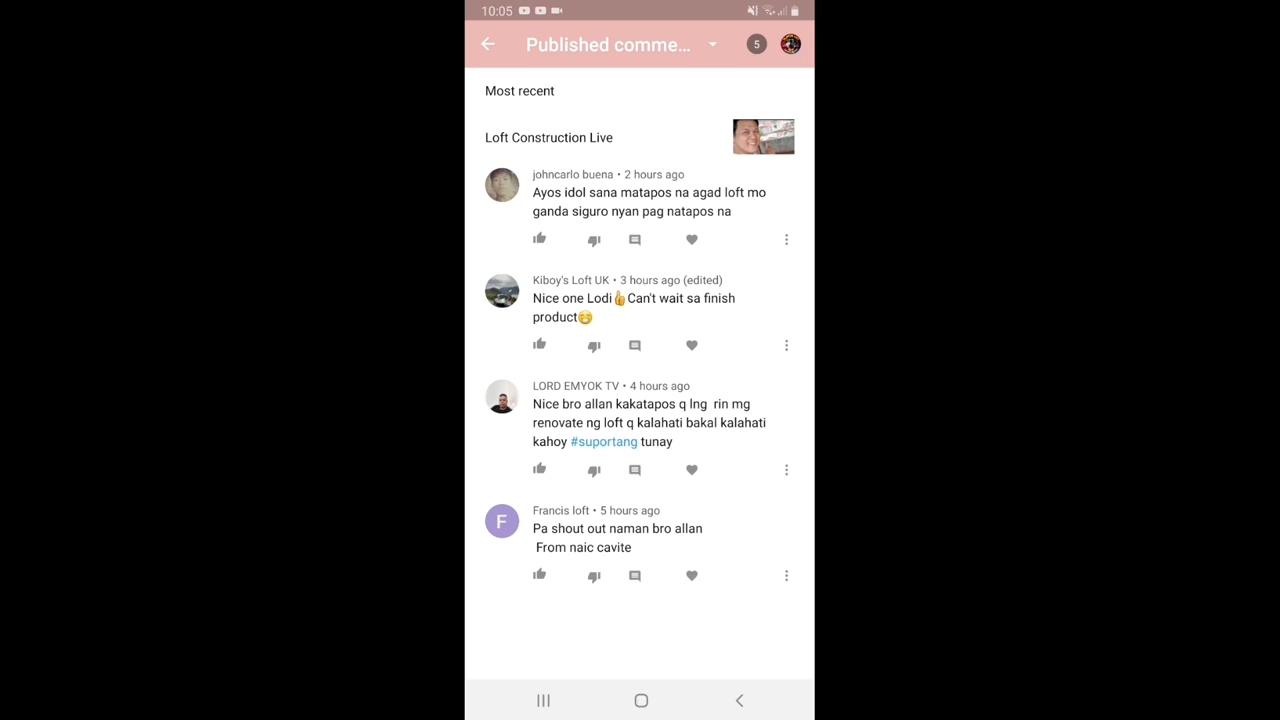 10:05
Published comme...
5
Most recent
Loft Construction Live
johncarlo buena • 2 hours ago
Ayos idol sana matapos na agad loft mo
ganda siguro nyan pag natapos na
Kiboy's Loft UK • 3 hours ago (edited)
Nice one Lodi👍Can't wait sa finish
product😁
LORD EMYOK TV • 4 hours ago
Nice bro allan kakatapos q lng  rin mg
renovate ng loft q kalahati bakal kalahati
kahoy #suportang tunay
F
Francis loft • 5 hours ago
Pa shout out naman bro allan
From naic cavite